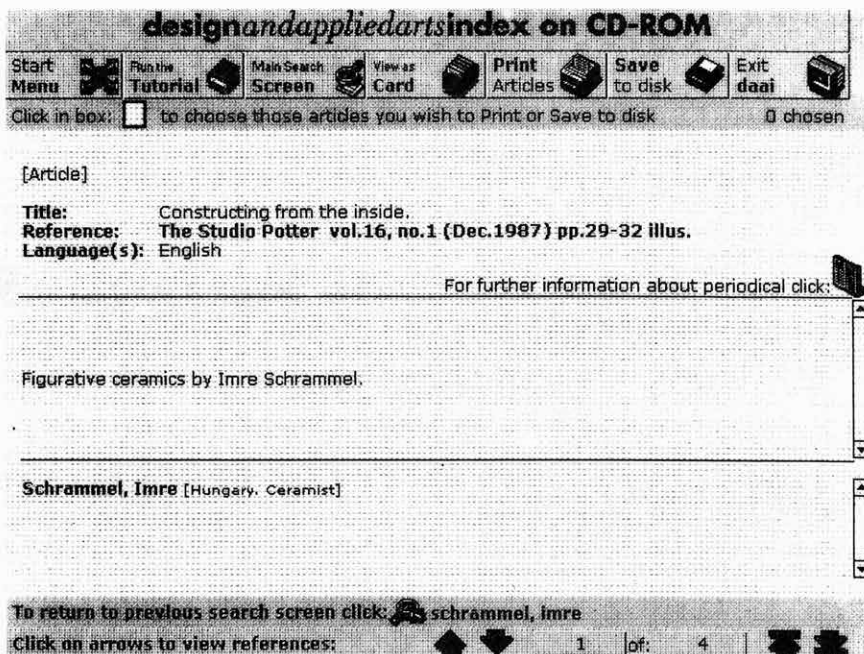 designandappliedartsindex on CD-ROM
Start Menu Run the Tutorial Main Search Screen View as Card Print Articles Save to disk Exit daai
Click in box: to choose those articles you wish to Print or Save to disk 0 chosen
[Article]
Title: Constructing from the inside.
Reference: The Studio Potter vol.16, no.1 (Dec.1987) pp.29-32 illus.
Language(s): English
For further information about periodical click:
Figurative ceramics by Imre Schrammel.
Schrammel, Imre [Hungary. Ceramist]
To return to previous search screen click: schrammel, imre
Click on arrows to view references: 1 of: 4